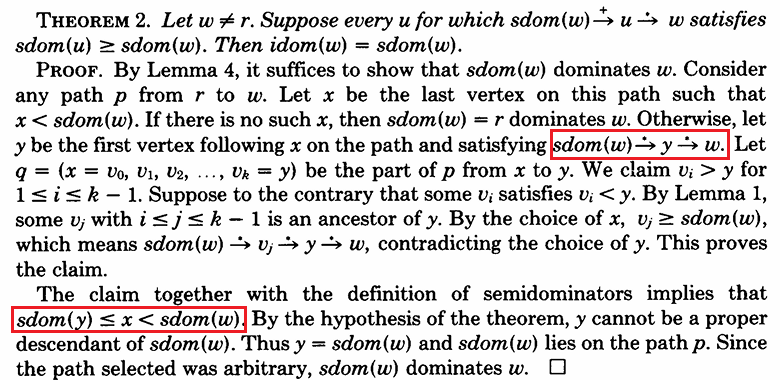 THEOREM 2. Let w ≠ r. Suppose every u for which sdom(w) ⁺→ u ∸→ w satisfies
sdom(u) ≥ sdom(w). Then idom(w) = sdom(w).
PROOF. By Lemma 4, it suffices to show that sdom(w) dominates w. Consider
any path p from r to w. Let x be the last vertex on this path such that
x < sdom(w). If there is no such x, then sdom(w) = r dominates w. Otherwise, let
y be the first vertex following x on the path and satisfying sdom(w) ∸→ y ∸→ w. Let
q = (x = v₀, v₁, v₂, ..., vₖ = y) be the part of p from x to y. We claim vᵢ > y for
1 ≤ i ≤ k − 1. Suppose to the contrary that some vᵢ satisfies vᵢ < y. By Lemma 1,
some vⱼ with i ≤ j ≤ k − 1 is an ancestor of y. By the choice of x, vⱼ ≥ sdom(w),
which means sdom(w) ∸→ vⱼ ∸→ y ∸→ w, contradicting the choice of y. This proves
the claim.
The claim together with the definition of semidominators implies that
sdom(y) ≤ x < sdom(w). By the hypothesis of the theorem, y cannot be a proper
descendant of sdom(w). Thus y = sdom(w) and sdom(w) lies on the path p. Since
the path selected was arbitrary, sdom(w) dominates w. □